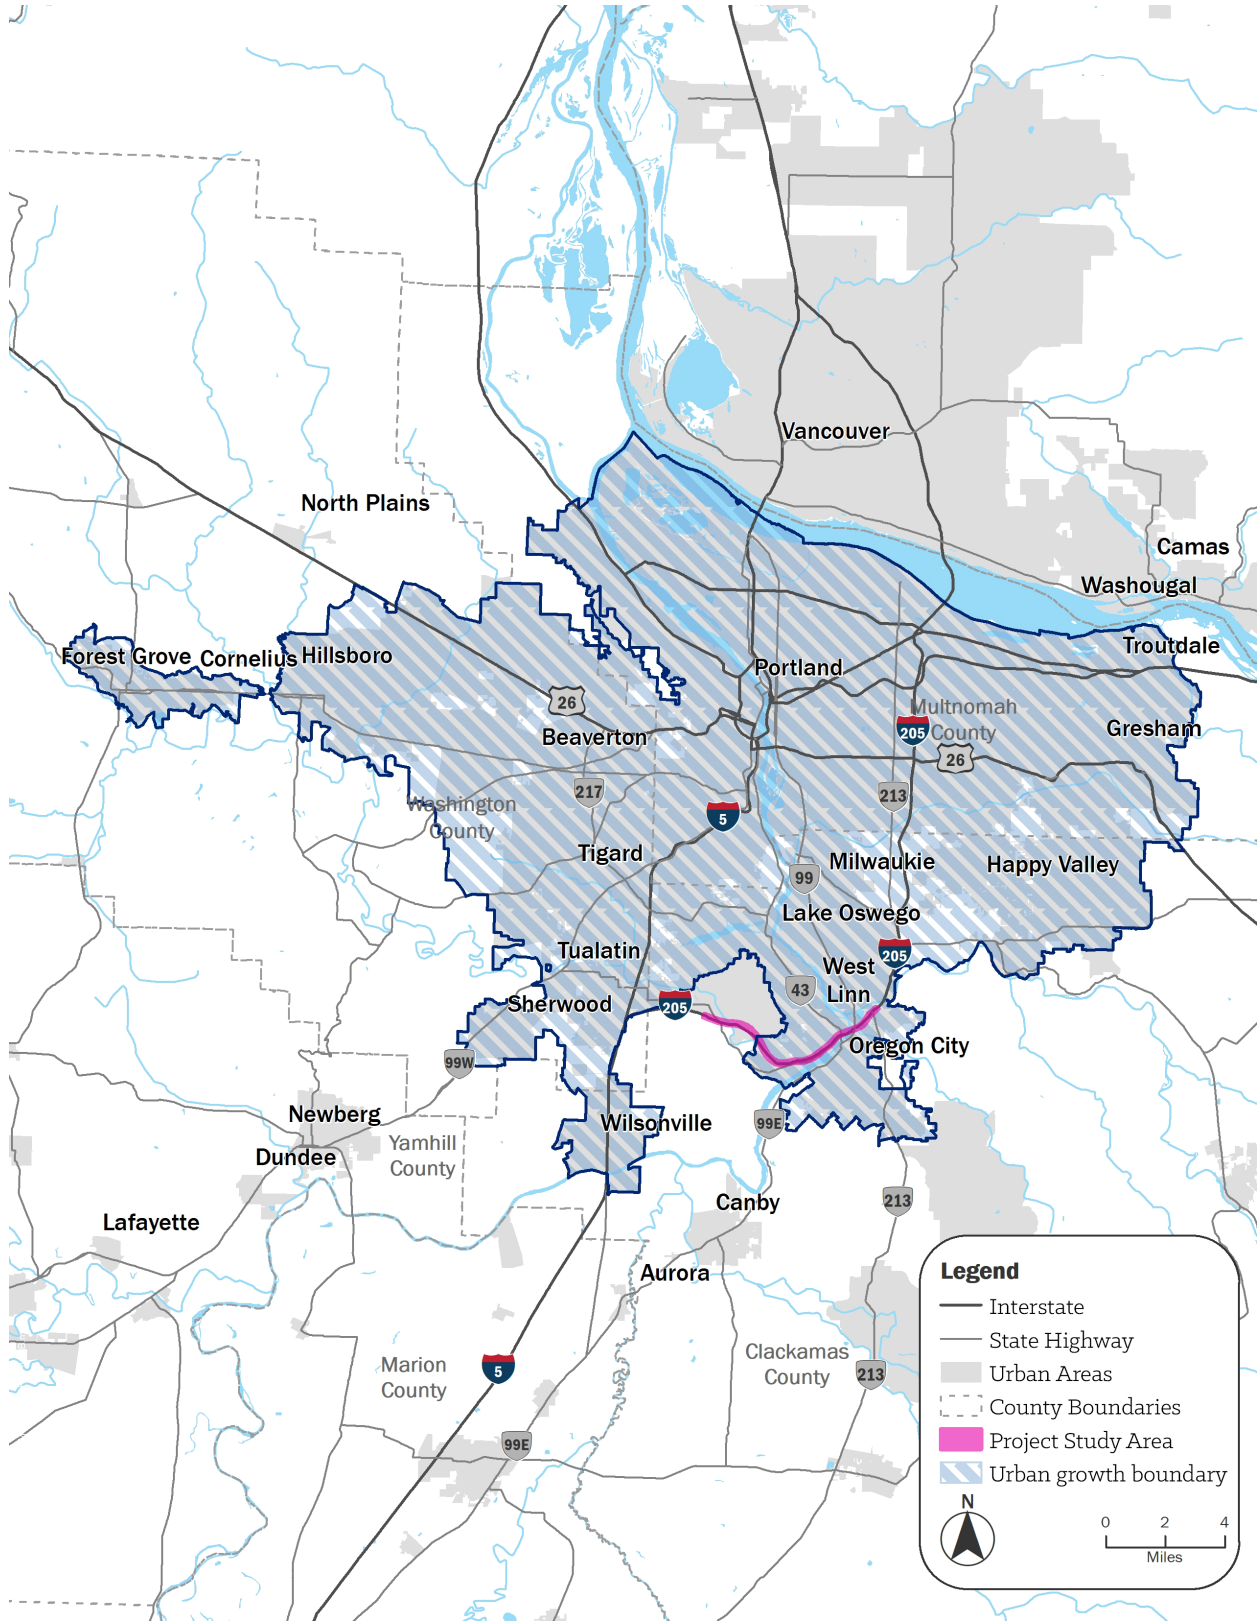 Vancouver
North Plains
Camas
Washougal
Troutdale
Forest Grove
Cornelius
Hillsboro
Portland
26
Multnomah
County
205
Gresham
Beaverton
26
217
213
Washington
County
5
Tigard
Milwaukie
Happy Valley
99
Lake Oswego
Tualatin
205
West
Linn
43
Sherwood
205
Oregon City
99W
Newberg
Wilsonville
99E
Yamhill
County
Dundee
Canby
213
Lafayette
Aurora
Marion
County
5
Clackamas
County
213
99E
Legend
Interstate
State Highway
Urban Areas
County Boundaries
Project Study Area
Urban growth boundary
N
0 2 4
Miles